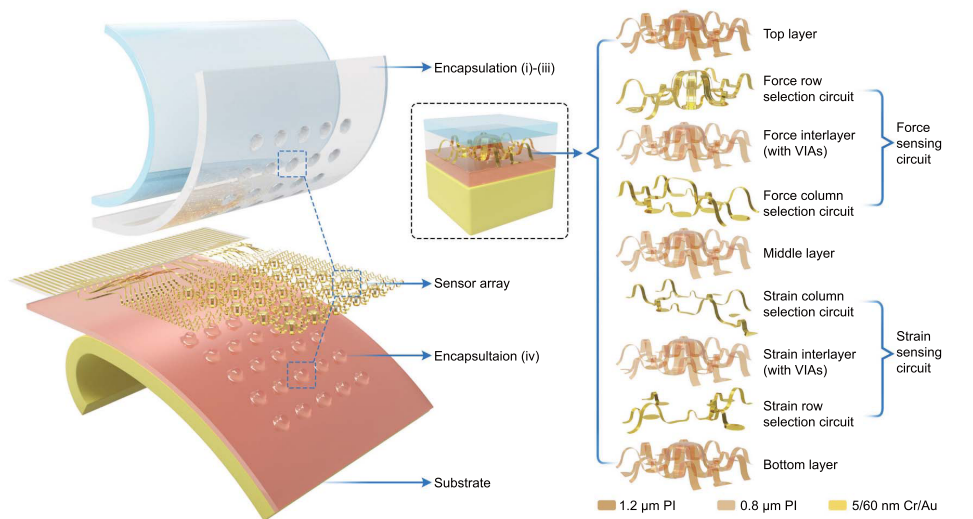 Encapsulation (i)-(iii)
Sensor array
Encapsultaion (iv)
Substrate
Top layer
Force row
selection circuit
Force interlayer
(with VIAs)
Force column
selection circuit
Middle layer
Strain column
selection circuit
Strain interlayer
(with VIAs)
Strain row
selection circuit
Bottom layer
Force
sensing
circuit
Strain
sensing
circuit
1.2 μm PI
0.8 μm PI
5/60 nm Cr/Au